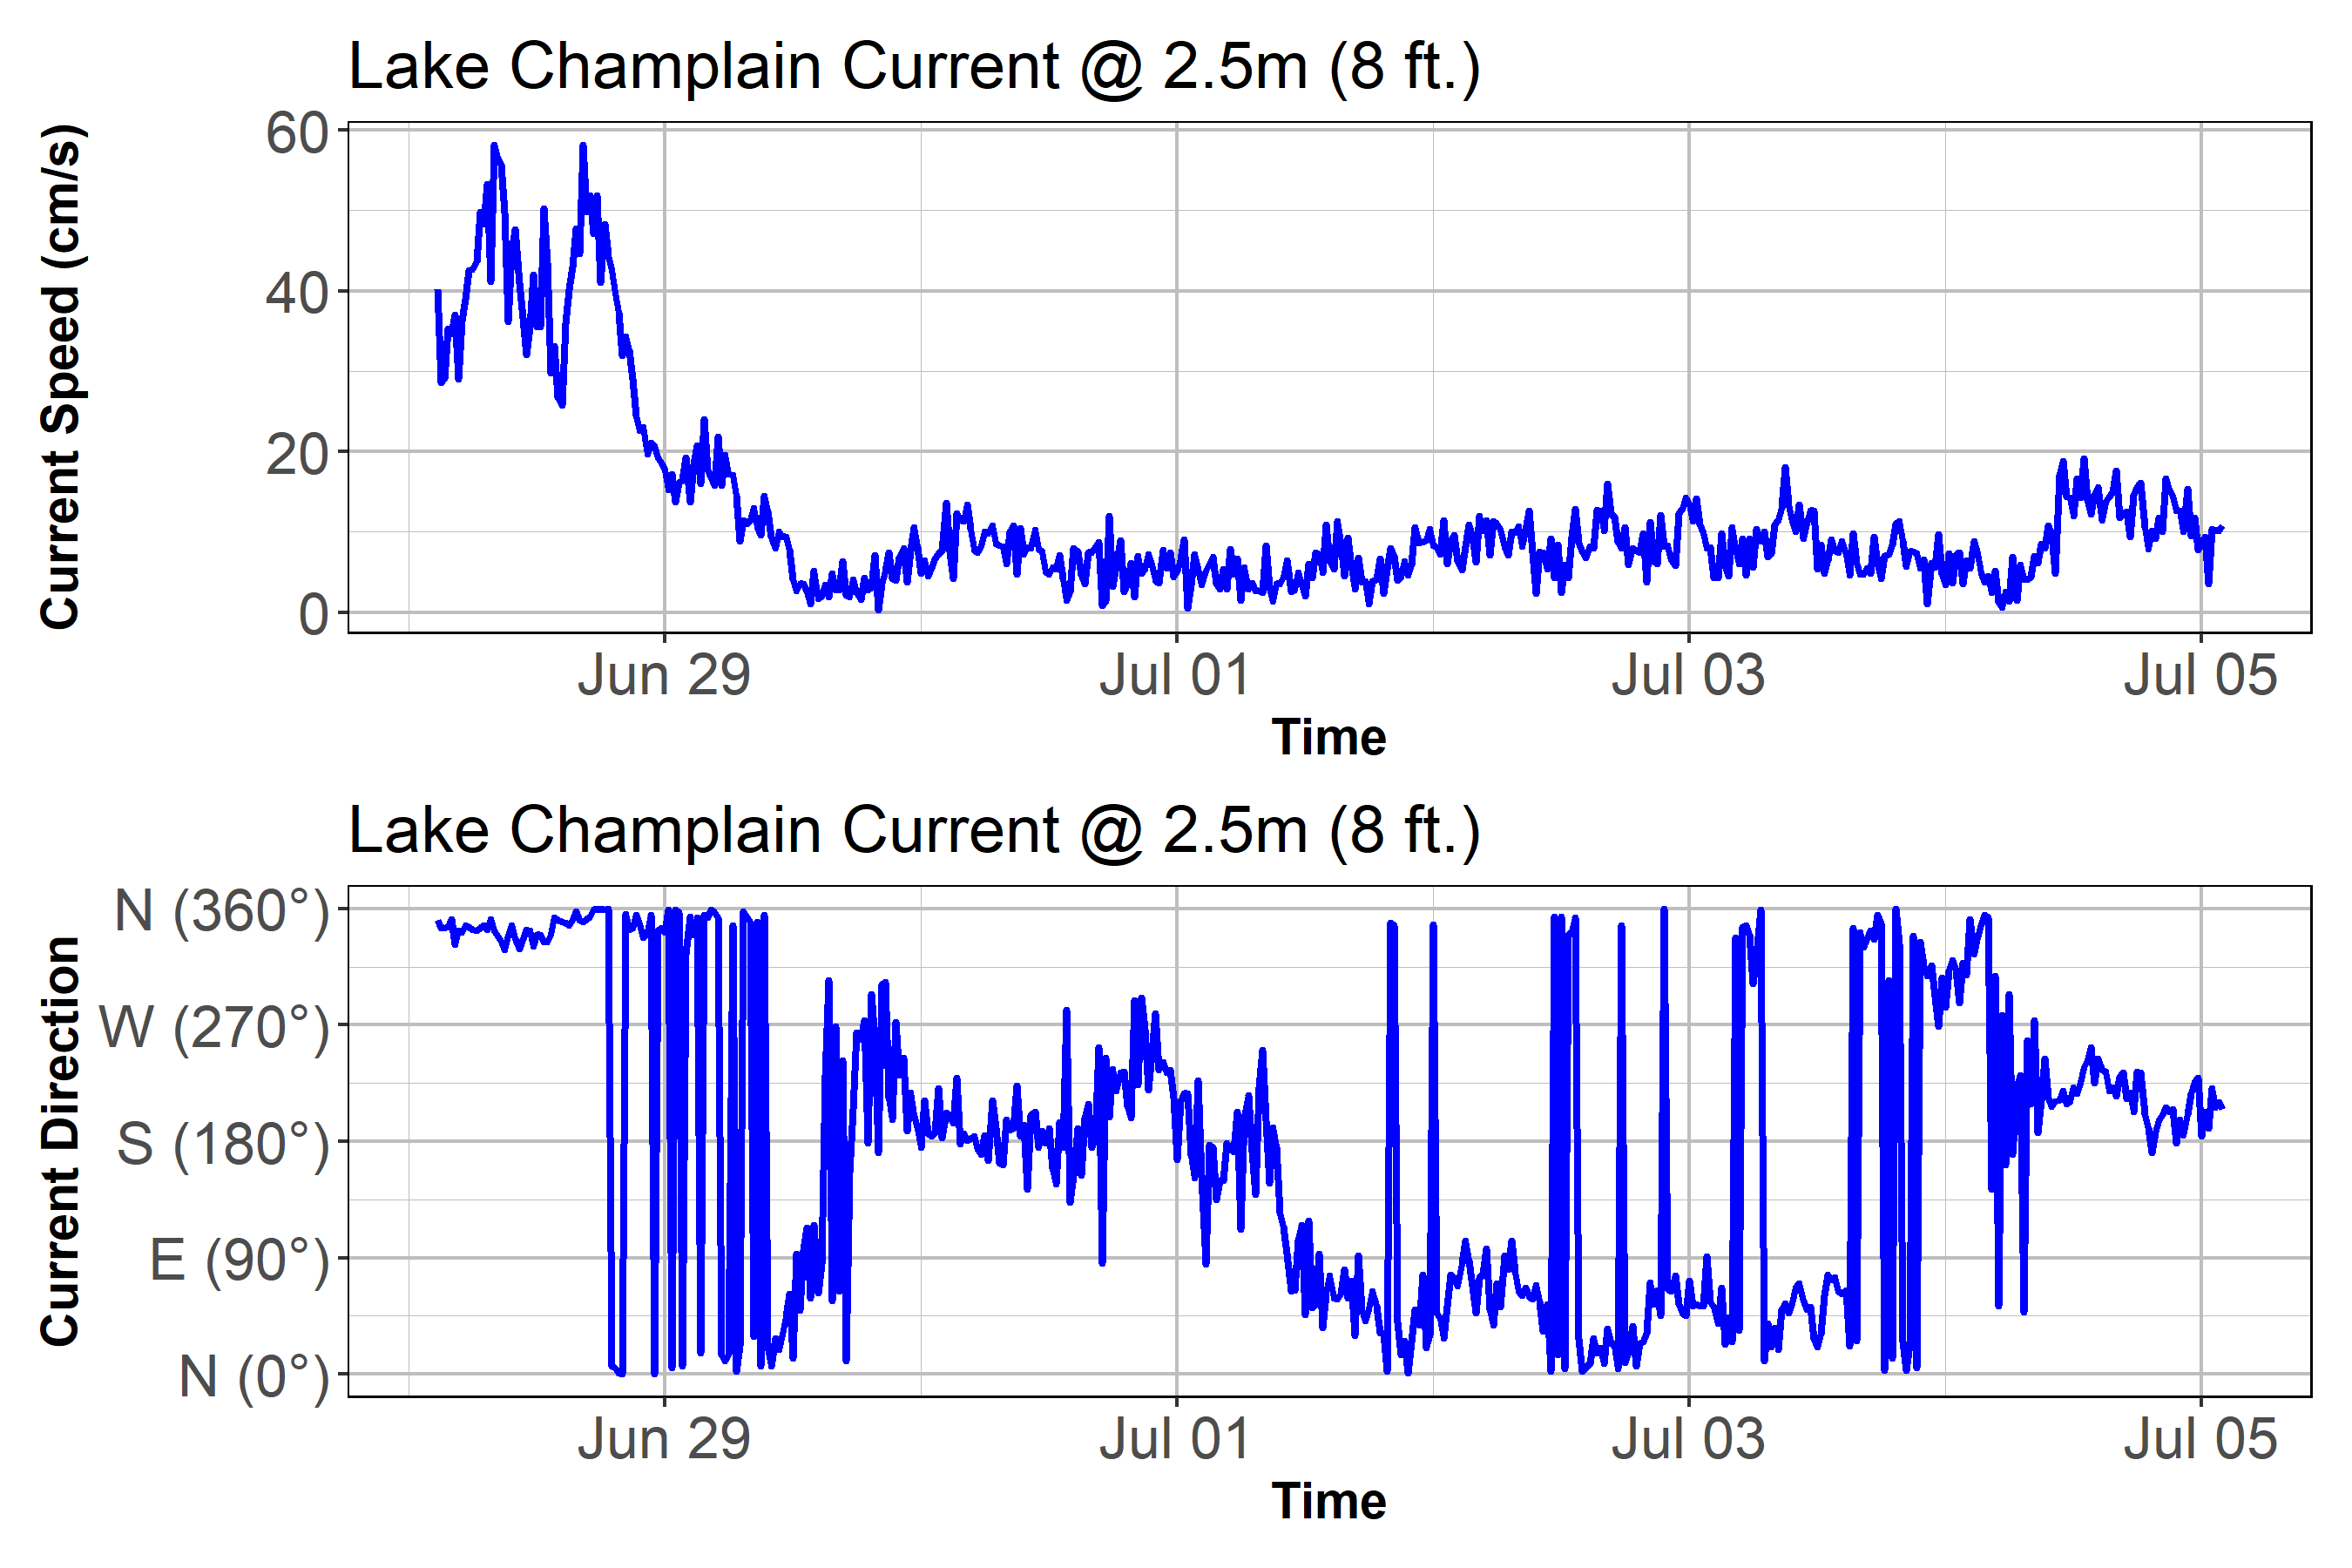 Lake Champlain Current @ 2.5m (8 ft.)
Current Speed (cm/s)
60
40
20
0
Jun 29 Jul 01 Jul 03 Jul 05
Time
Lake Champlain Current @ 2.5m (8 ft.)
Current Direction
N (360°)
W (270°)
S (180°)
E (90°)
N (0°)
Jun 29 Jul 01 Jul 03 Jul 05
Time